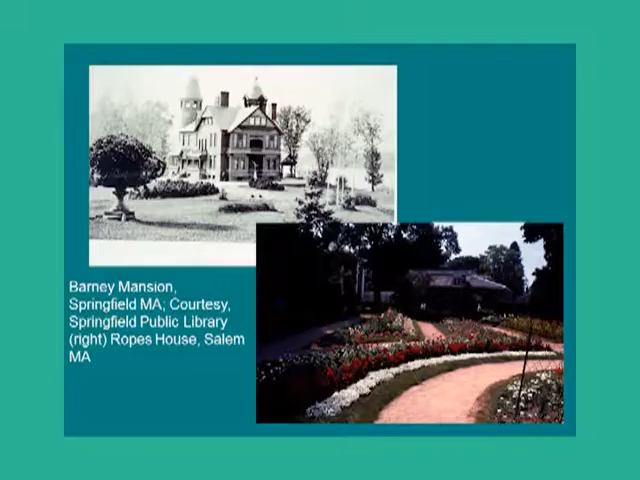 Barney Mansion,
Springfield MA; Courtesy,
Springfield Public Library
(right) Ropes House, Salem
MA